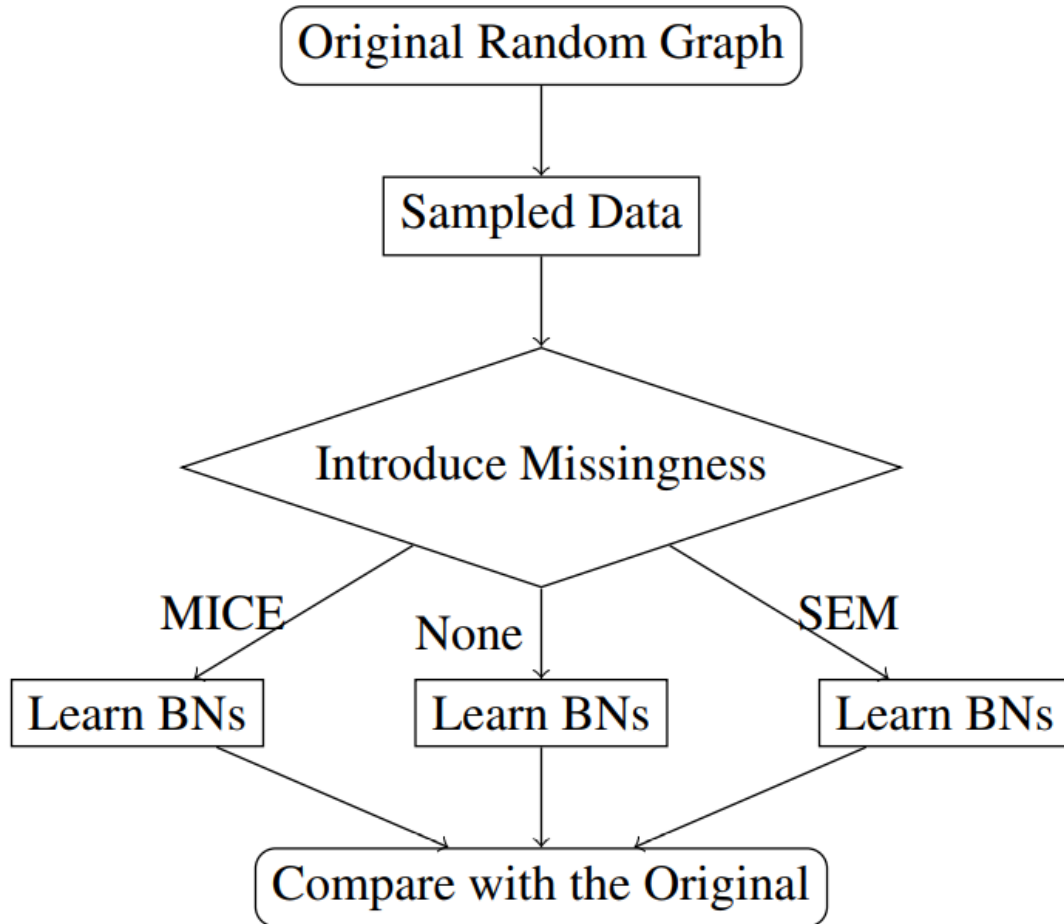 Original Random Graph
Sampled Data
Introduce Missingness
MICE
None
SEM
Learn BNs
Learn BNs
Learn BNs
Compare with the Original